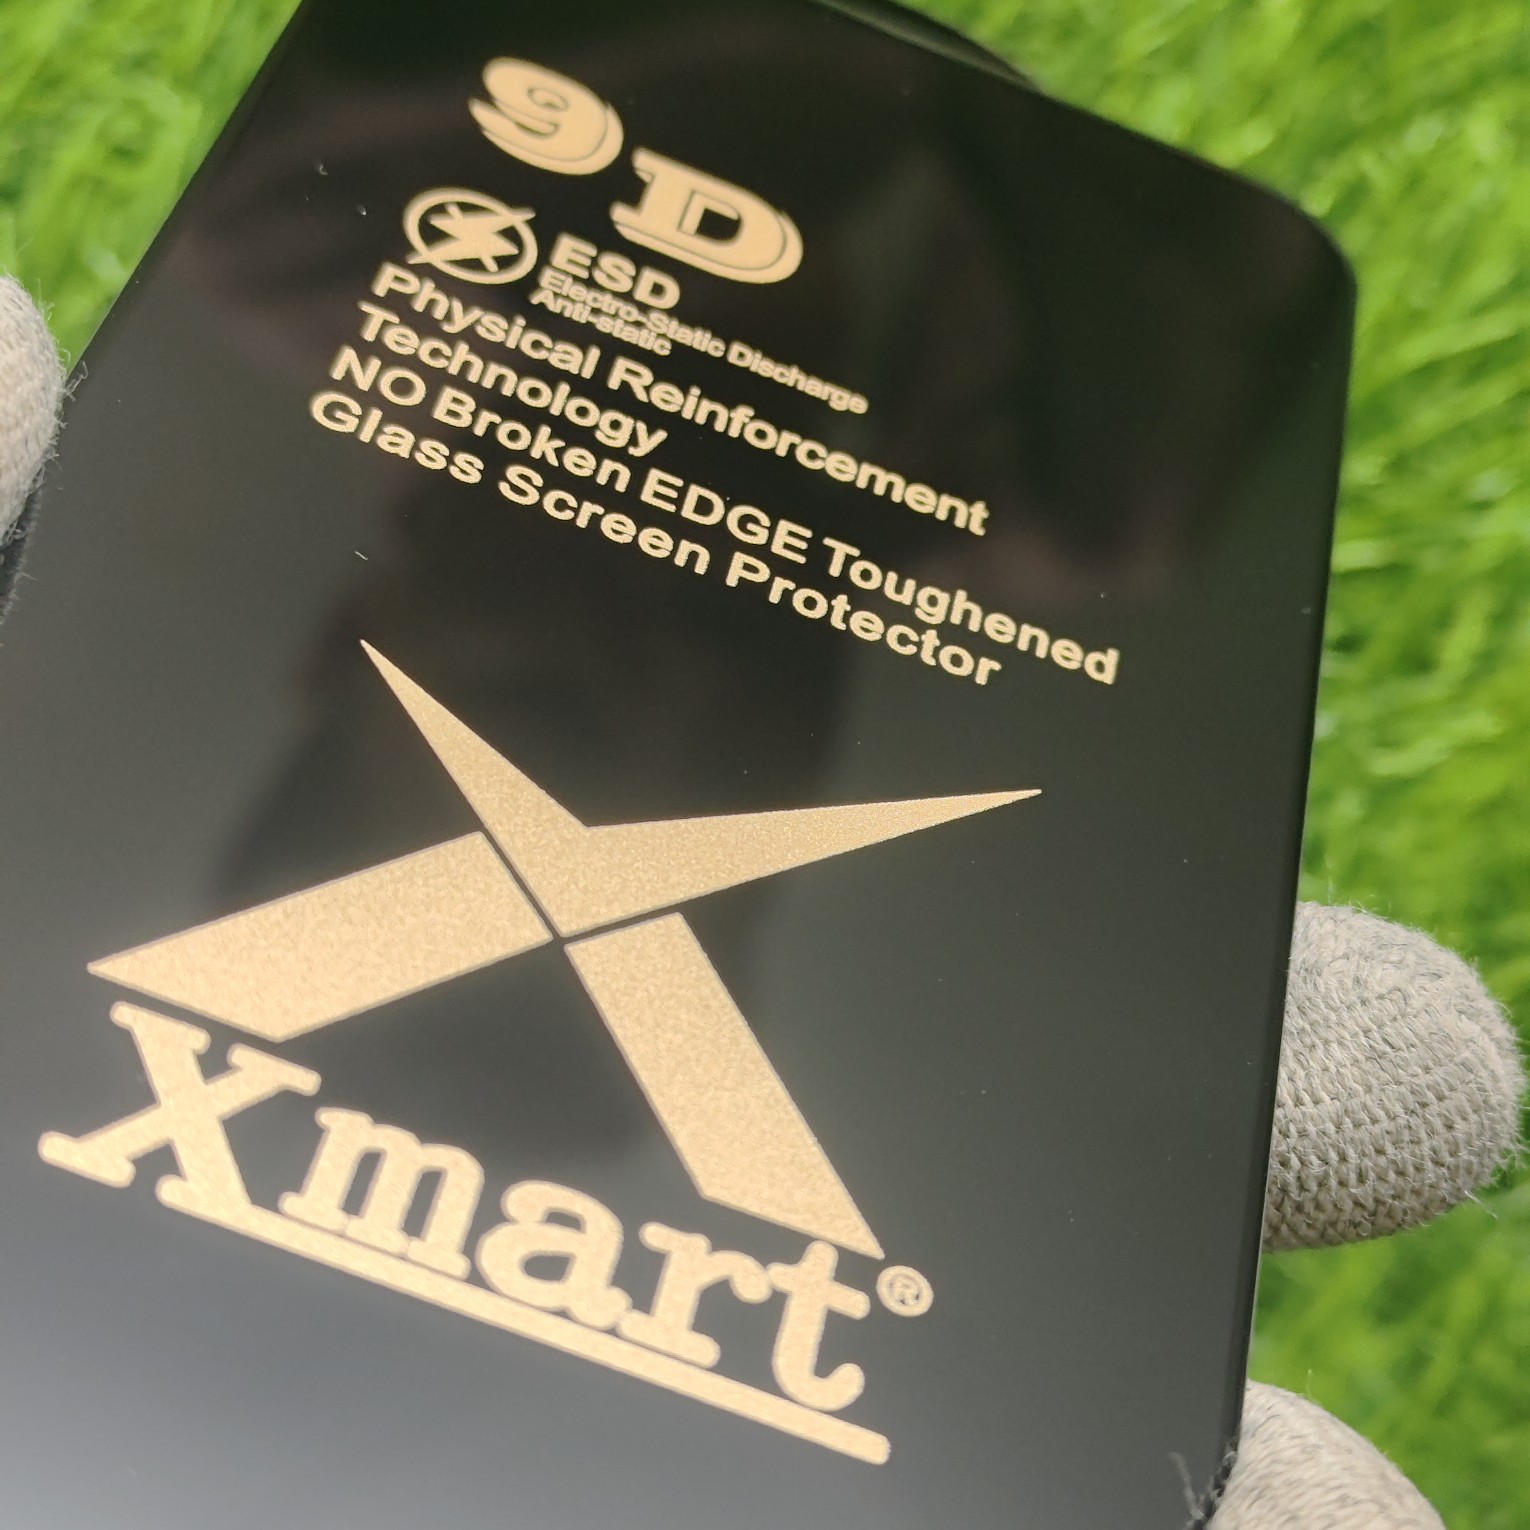 9D
ESD
Electro-Static Discharge
Anti-static
Physical Reinforcement
Technology
NO Broken EDGE Toughened
Glass Screen Protector
Xmart®